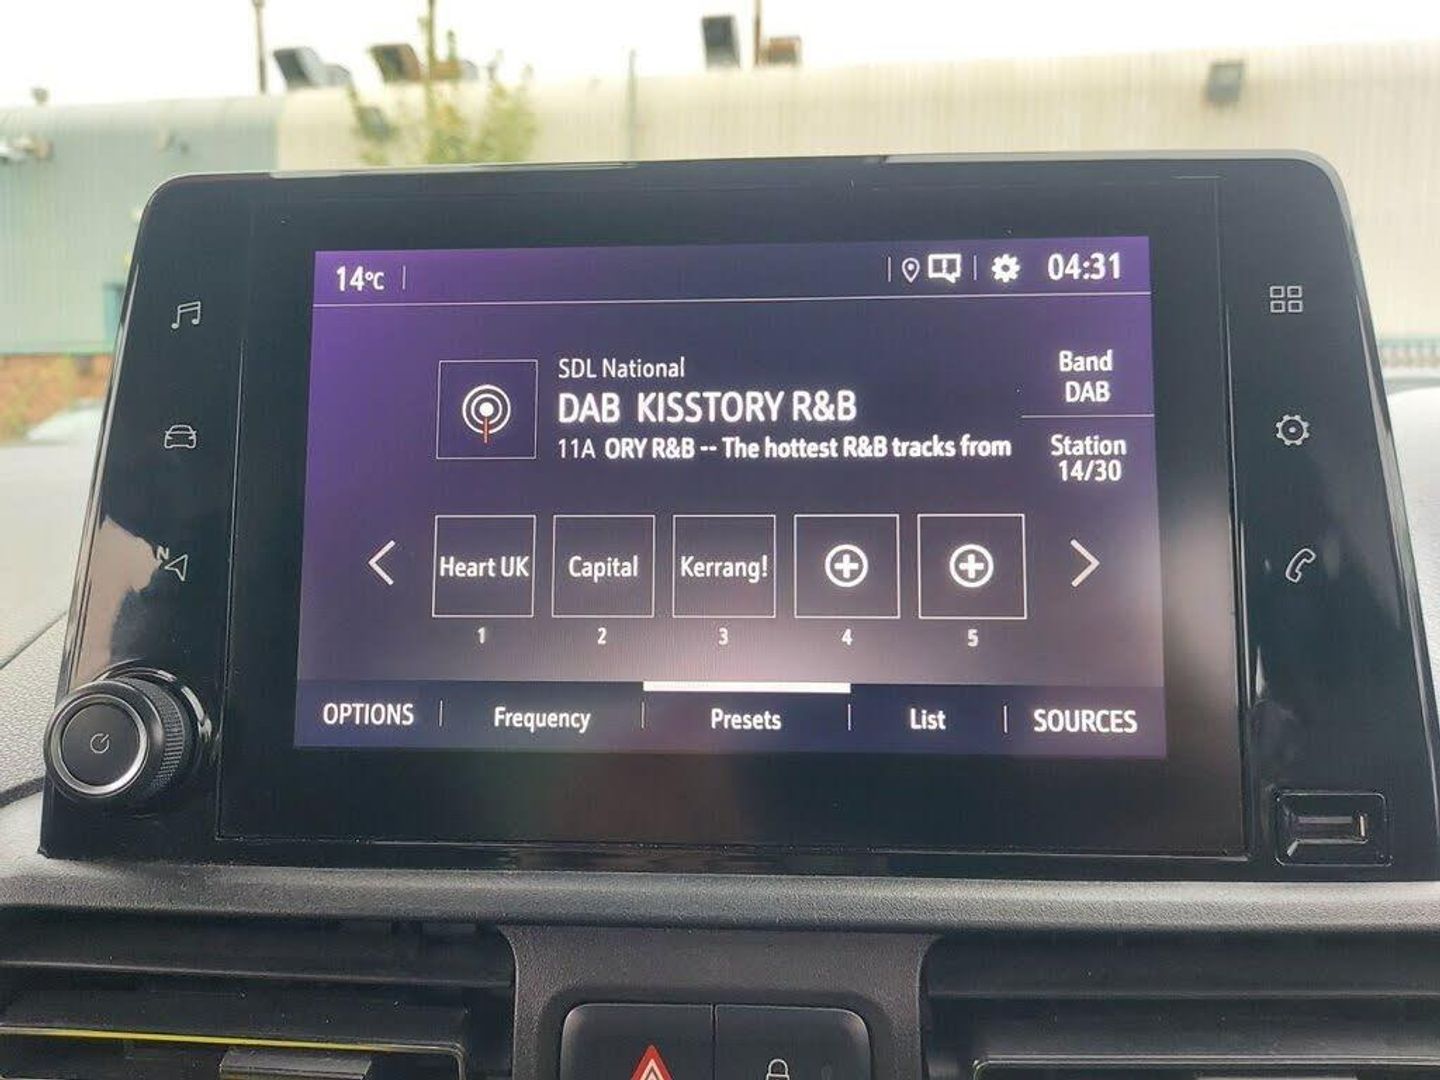 14°C
04:31
SDL National
DAB KISSTORY R&B
11A ORY R&B -- The hottest R&B tracks from
Band
DAB
Station
14/30
Heart UK
Capital
Kerrang!
1
2
3
4
5
OPTIONS
Frequency
Presets
List
SOURCES
N